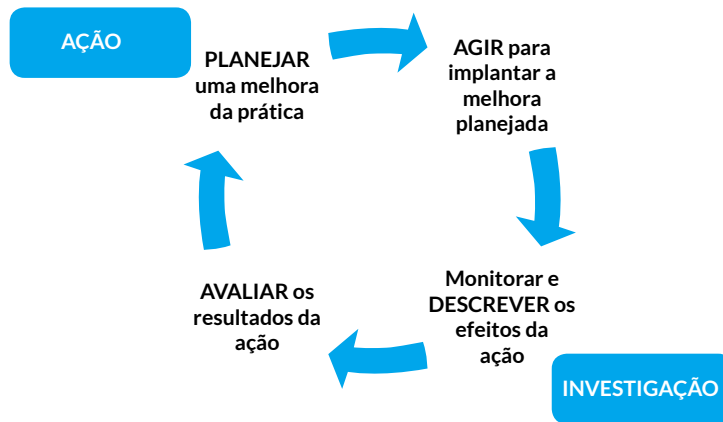 AÇÃO
PLANEJAR
uma melhora
da prática
AGIR para
implantar a
melhora
planejada
Monitorar e
DESCREVER os
efeitos da
ação
AVALIAR os
resultados da
ação
INVESTIGAÇÃO